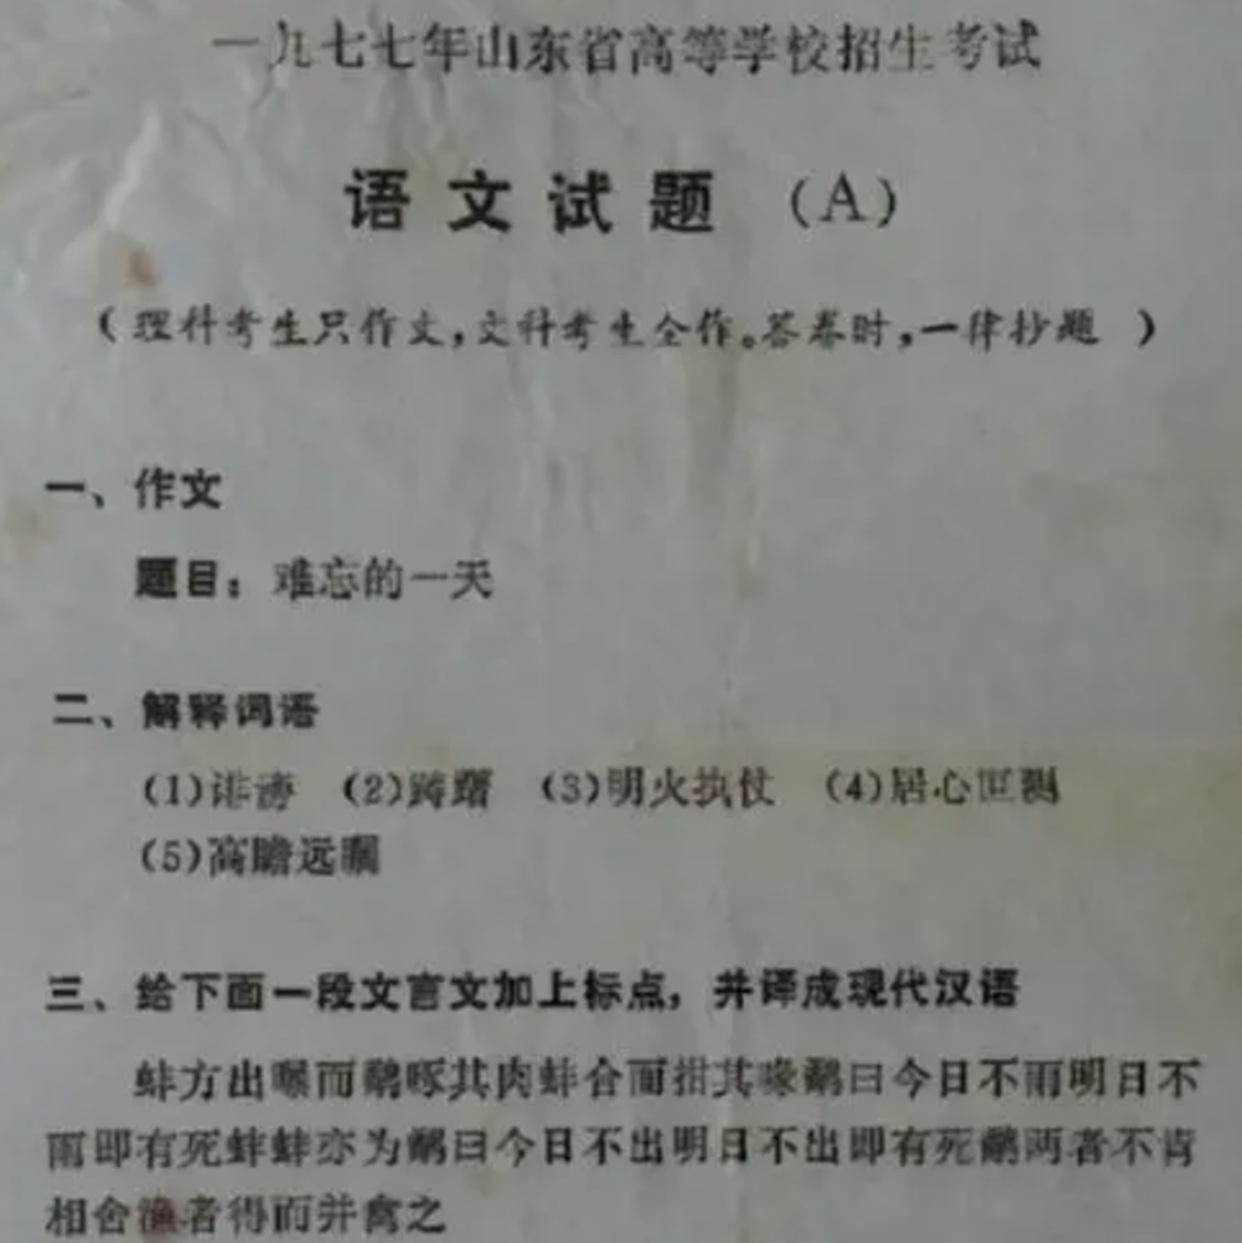 一九七七年山东省高等学校招生考试
语文试题 (A)
(理科考生只作文,文科考生全作。答卷时,一律抄题 )
一、作文
题目：难忘的一天
二、解释词语
(1)诽谤 (2)踌躇 (3)明火执仗 (4)居心叵测
(5)高瞻远瞩
三、给下面一段文言文加上标点，并译成现代汉语
蚌方出曝而鹬啄其肉蚌合而拑其喙鹬曰今日不雨明日不
雨即有死蚌蚌亦为鹬曰今日不出明日不出即有死鹬两者不肯
相舍渔者得而并禽之